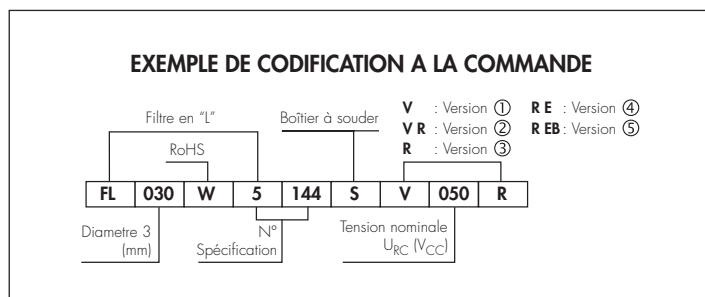 EXEMPLE DE CODIFICATION A LA COMMANDE
Filtre en "L"
Boîtier à souder
V : Version ① R E : Version ④
V R : Version ② R EB : Version ⑤
R : Version ③
RoHS
FL 030 W 5 144 S V 050 R
Diametre 3
(mm)
N°
Spécification
Tension nominale
URC (VCC)